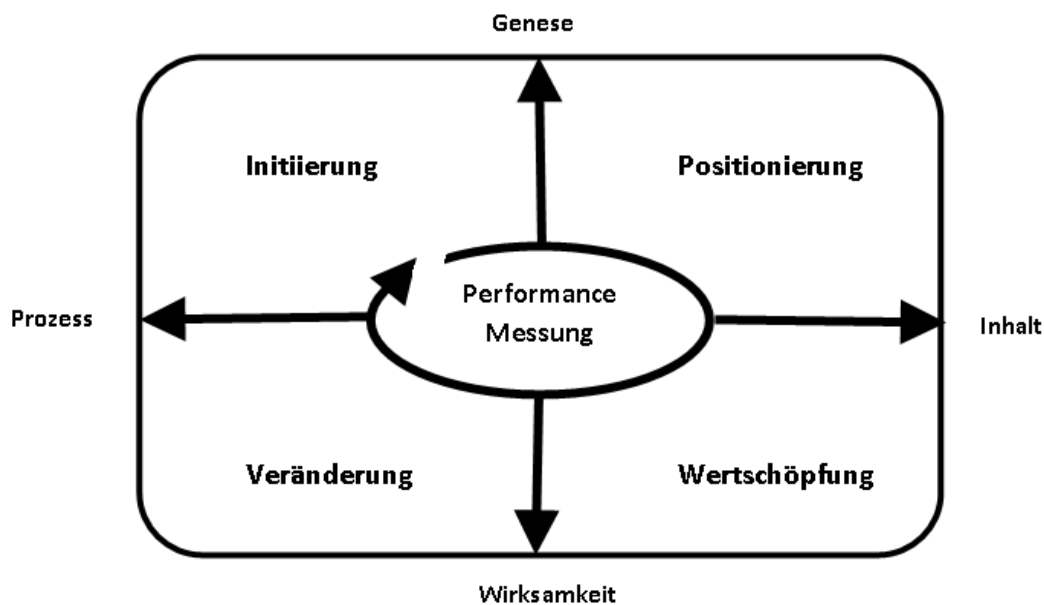 Genese
Initiierung
Positionierung
Performance
Messung
Prozess
Inhalt
Veränderung
Wertschöpfung
Wirksamkeit